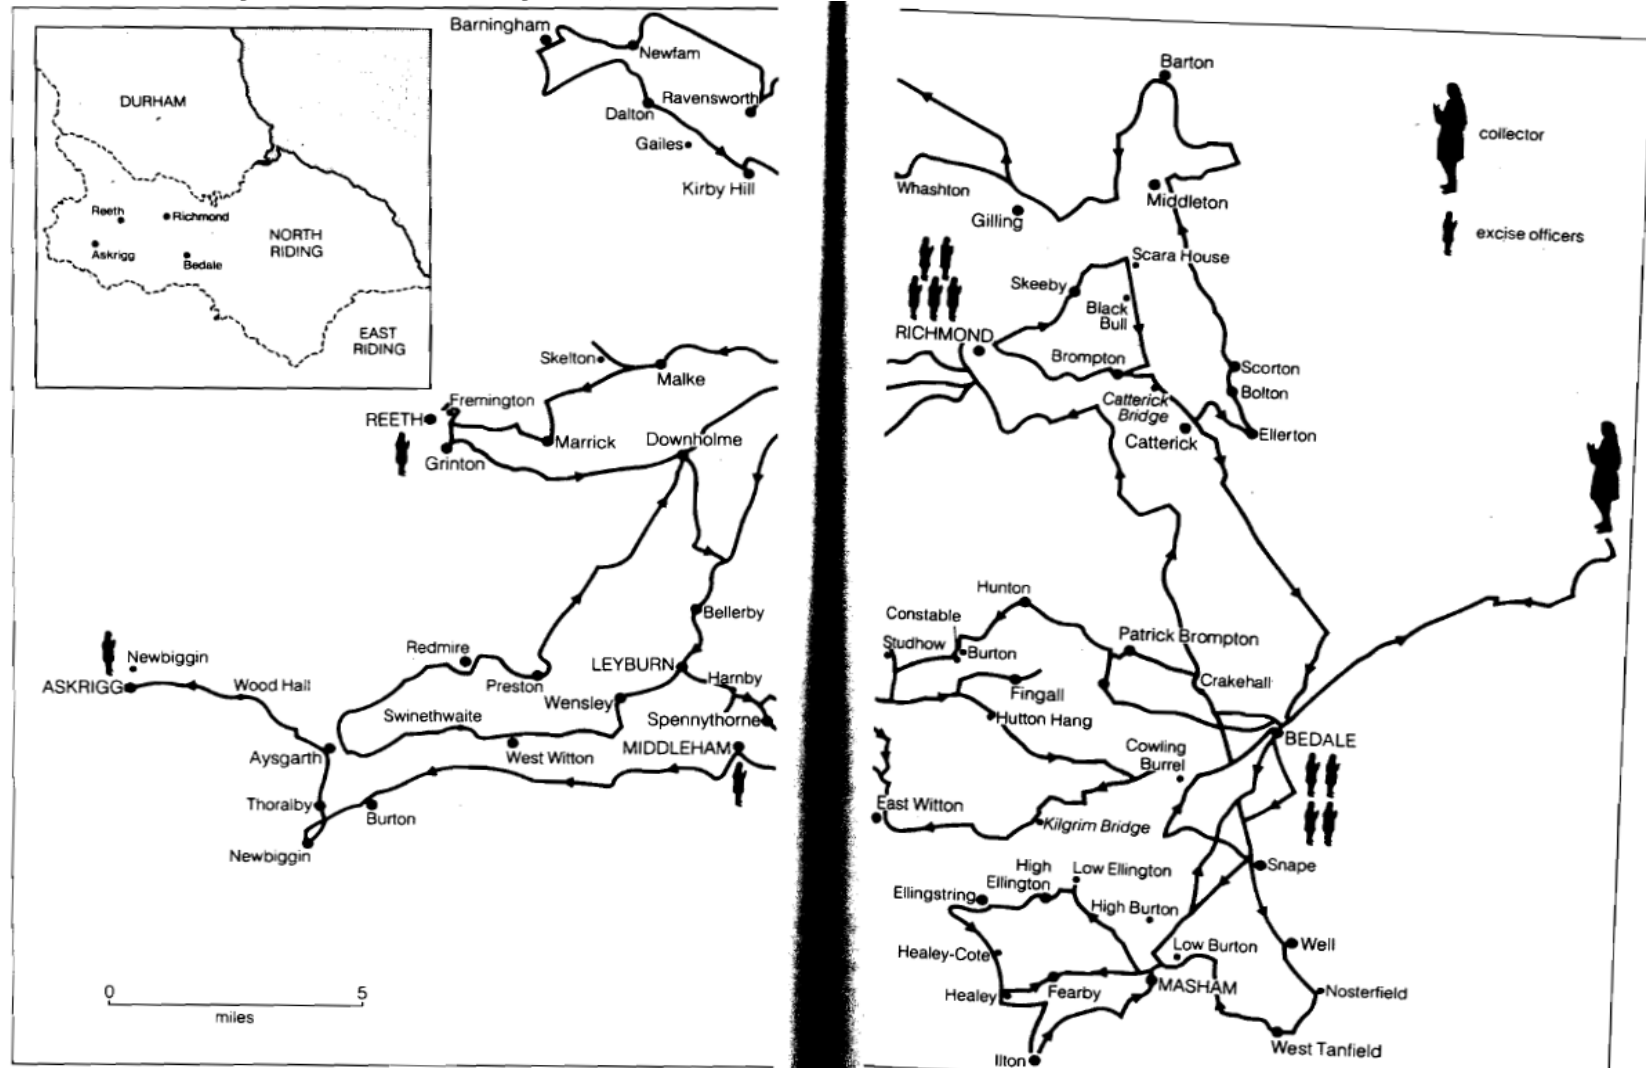 Barningham
Newfam
Ravensworth
Dalton
Gailes
Kirby Hill
DURHAM
Reeth
Richmond
Askrigg
Bedale
NORTH
RIDING
EAST
RIDING
Skelton
Malke
Fremington
REETH
Marrick
Grinton
Downholme
Bellerby
Newbiggin
ASKRIGG
Wood Hall
Redmire
Preston
LEYBURN
Harnby
Wensley
Spennythorne
Swinethwaite
West Witton
MIDDLEHAM
Aysgarth
Thoralby
Burton
Newbiggin
0 5
miles
Barton
collector
Whashton
Gilling
Middleton
excise officers
Scara House
Skeeby
Black
Bull
RICHMOND
Brompton
Scorton
Bolton
Catterick
Bridge
Catterick
Ellerton
Hunton
Constable
Burton
Studhow
Patrick Brompton
Crakehall
Fingall
Hutton Hang
BEDALE
Cowling
Burrel
East Witton
Kilgrim Bridge
Snape
High
Ellington
Low Ellington
Ellingstring
High Burton
Low Burton
Well
Healey-Cote
Healey
Fearby
MASHAM
Nosterfield
West Tanfield
Ilton